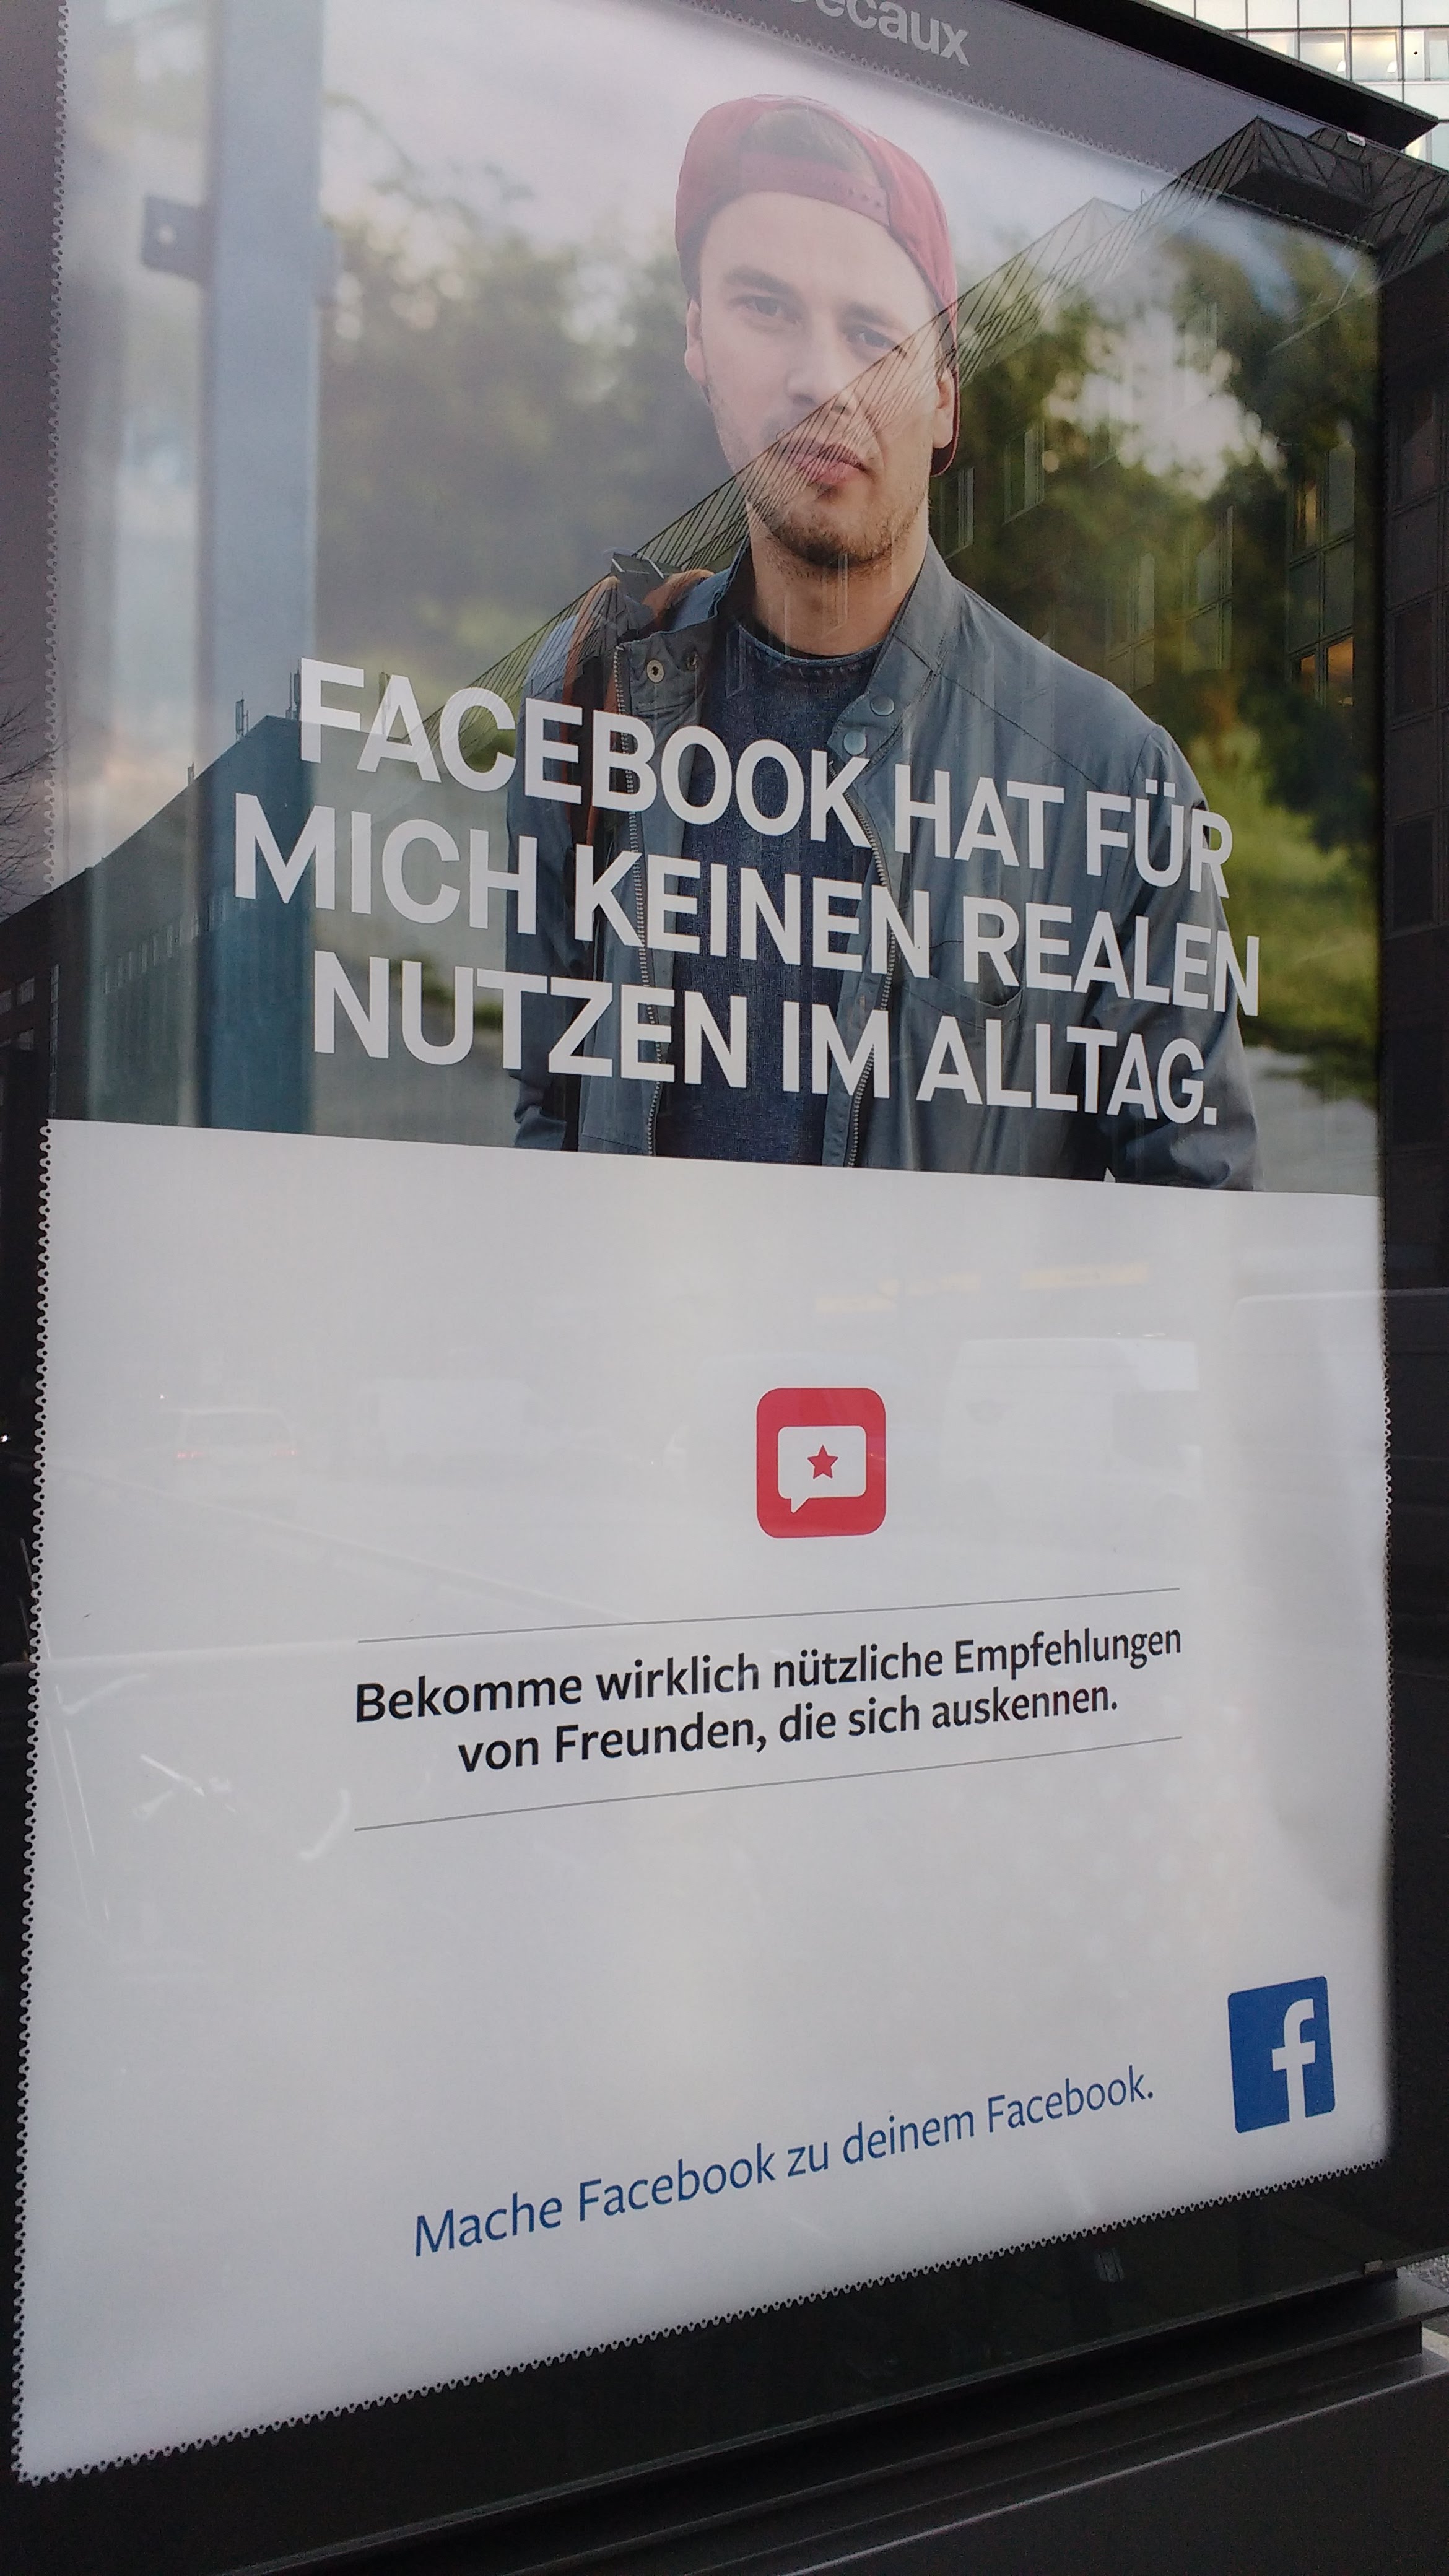 FACEBOOK HAT FÜR
MICH KEINEN REALEN
NUTZEN IM ALLTAG.
Bekomme wirklich nützliche Empfehlungen
von Freunden, die sich auskennen.
Mache Facebook zu deinem Facebook.
f